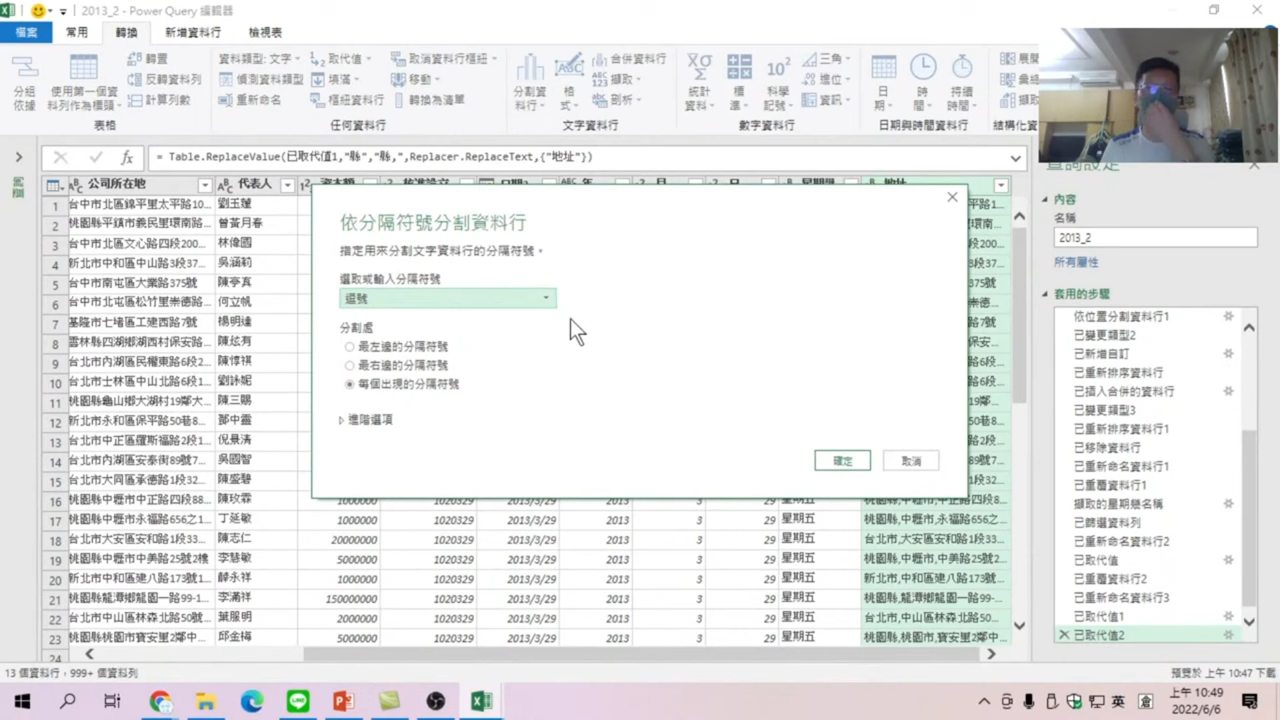 2013_2 - Power Query 編輯器
檔案 常用 轉換 新增資料行 檢視表
分組依據
使用第一個資料列作為標頭
轉置
反轉資料列
計算列數
表格
資料類型: 文字
偵測資料類型
重新命名
取代值
填滿
樞紐資料行
取消資料行樞紐
移動
轉換為清單
任何資料行
分割資料行
格式
合併資料行
擷取
剖析
文字資料行
統計資料
標準
科學記號
三角
進位
資訊
數字資料行
日期
時間
持續時間
日期與時間資料行
結構化資
= Table.ReplaceValue(已取代值1,"縣","縣,",Replacer.ReplaceText,{"地址"})
公司所在地 代表人
1 台中市北區錦平里太平路10... 劉玉蓮
2 桃園縣平鎮市義民里環南路... 曾黃月春
3 台中市北區文心路四段200... 林偉國
4 新北市中和區中山路3段37... 吳涵莉
5 台中市南屯區大業路375號 陳亭真
6 台中市北屯區松竹里崇德路... 何立帆
7 基隆市七堵區工建西路7號 楊明達
8 雲林縣四湖鄉湖西村保安路... 陳炫有
9 台北市內湖區民權東路6段2... 陳惇祺
10 台北市士林區中山北路6段1... 劉詠妮
11 桃園縣龜山鄉大湖村19鄰大... 陳三賜
12 新北市永和區保平路50巷8... 鄧中靈
13 台北市中正區羅斯福路2段1... 倪景濤
14 台北市內湖區安泰街89號7... 吳國智
15 台北市大同區承德路1段32... 陳盛騑
16 桃園縣中壢市中正路四段88... 陳玫霏 1000000 1020329 2013/3/29 2013 3 29 星期五 桃園縣,中壢市,中正路四段8...
17 桃園縣中壢市永福路656之... 丁延敏 1000000 1020329 2013/3/29 2013 3 29 星期五 桃園縣,中壢市,永福路656之...
18 台北市大安區安和路1段33... 陳志仁 20000000 1020329 2013/3/29 2013 3 29 星期五 台北市,大安區安和路1段33...
19 桃園縣中壢市中美路25號2樓 李慧敏 5000000 1020329 2013/3/29 2013 3 29 星期五 桃園縣,中壢市,中美路25號2...
20 新北市中和區建八路173號1... 薛永祥 1000000 1020329 2013/3/29 2013 3 29 星期五 新北市,中和區建八路173號...
21 桃園縣龍潭鄉龍園一路99-1... 李滿祥 150000000 1020329 2013/3/29 2013 3 29 星期五 桃園縣,龍潭鄉龍園一路99-...
22 台北市中山區林森北路50號... 葉服明 2000000 1020329 2013/3/29 2013 3 29 星期五 台北市,中山區林森北路50...
23 桃園縣桃園市寶安里2鄰中... 邱金梅 5000000 1020329 2013/3/29 2013 3 29 星期五 桃園縣,桃園市,寶安里2鄰中...
24
依分隔符號分割資料行
指定用來分割文字資料行的分隔符號。
選取或輸入分隔符號
逗號
分割處
最左邊的分隔符號
最右邊的分隔符號
每個出現的分隔符號
進階選項
確定 取消
查詢設定
內容
名稱
2013_2
所有屬性
套用的步驟
依位置分割資料行1
已變更類型2
已新增自訂
已重新排序資料行
已插入合併的資料行
已變更類型3
已重新排序資料行1
已移除資料行
已重新命名資料行1
已重覆資料行1
擷取的星期幾名稱
已篩選資料列
已重新命名資料行2
已取代值
已重覆資料行2
已重新命名資料行3
已取代值1
已取代值2
13 個資料行, 999+ 個資料列
預覽於 上午 10:47 下載
英
上午 10:49
2022/6/6